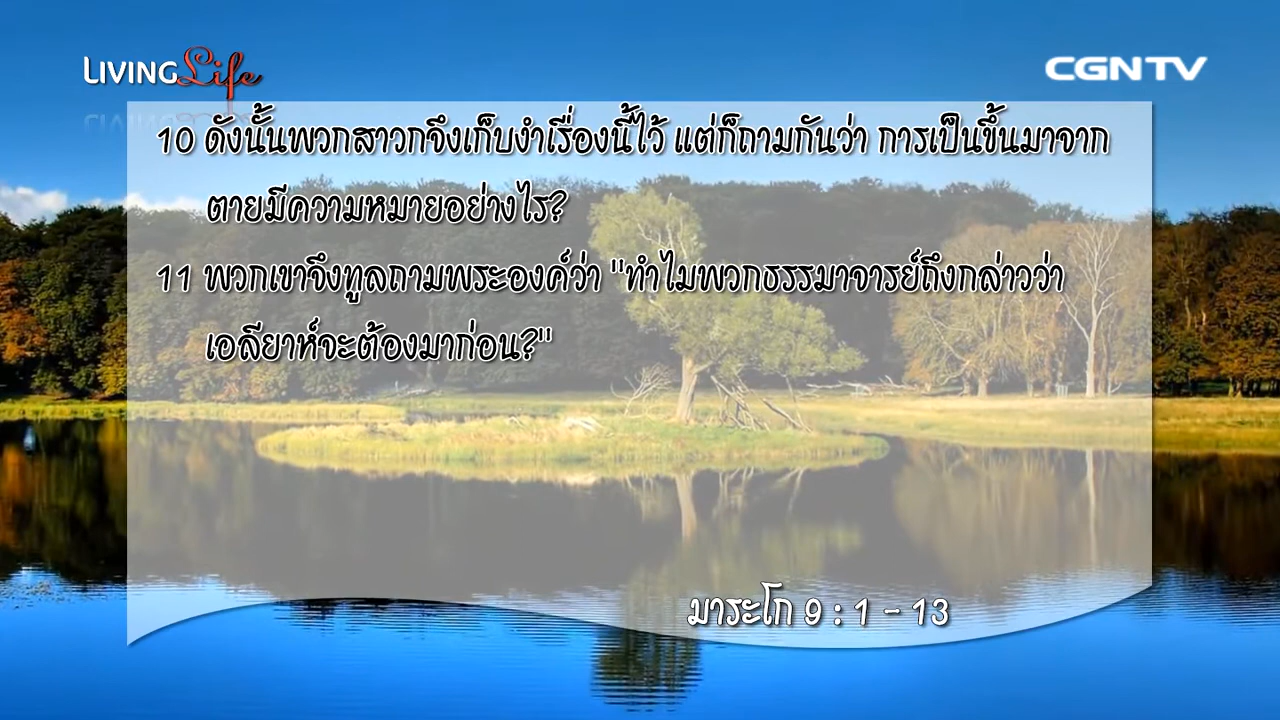 LIVING Life
CGNTV
10 ดังนั้นพวกสาวกจึงเก็บงำเรื่องนี้ไว้ แต่ก็ถามกันว่า การเป็นขึ้นมาจาก
ตายมีความหมายอย่างไร?
11 พวกเขาจึงทูลถามพระองค์ว่า "ทำไมพวกธรรมาจารย์ถึงกล่าวว่า
เอลียาห์จะต้องมาก่อน?"
มาระโก 9 : 1 - 13